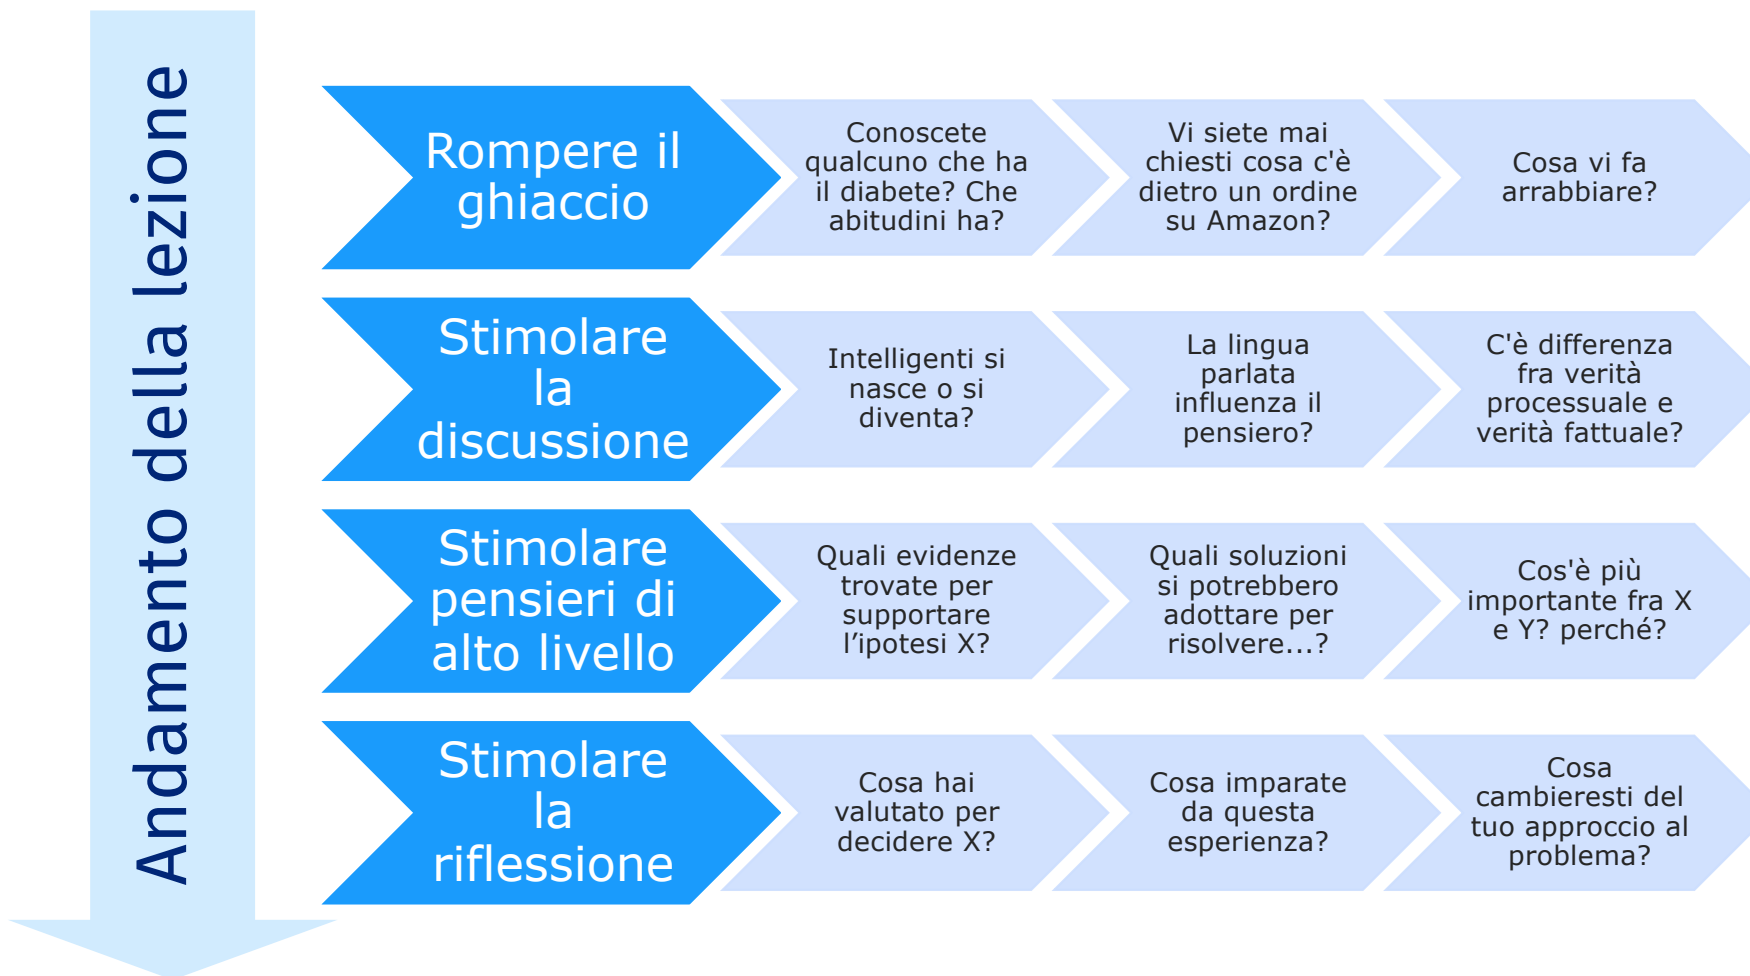 Andamento della lezione
Rompere il
ghiaccio
Conoscete
qualcuno che ha
il diabete? Che
abitudini ha?
Vi siete mai
chiesti cosa c'è
dietro un ordine
su Amazon?
Cosa vi fa
arrabbiare?
Stimolare
la
discussione
Intelligenti si
nasce o si
diventa?
La lingua
parlata
influenza il
pensiero?
C'è differenza
fra verità
processuale e
verità fattuale?
Stimolare
pensieri di
alto livello
Quali evidenze
trovate per
supportare
l’ipotesi X?
Quali soluzioni
si potrebbero
adottare per
risolvere...?
Cos'è più
importante fra X
e Y? perché?
Stimolare
la
riflessione
Cosa hai
valutato per
decidere X?
Cosa imparate
da questa
esperienza?
Cosa
cambieresti del
tuo approccio al
problema?